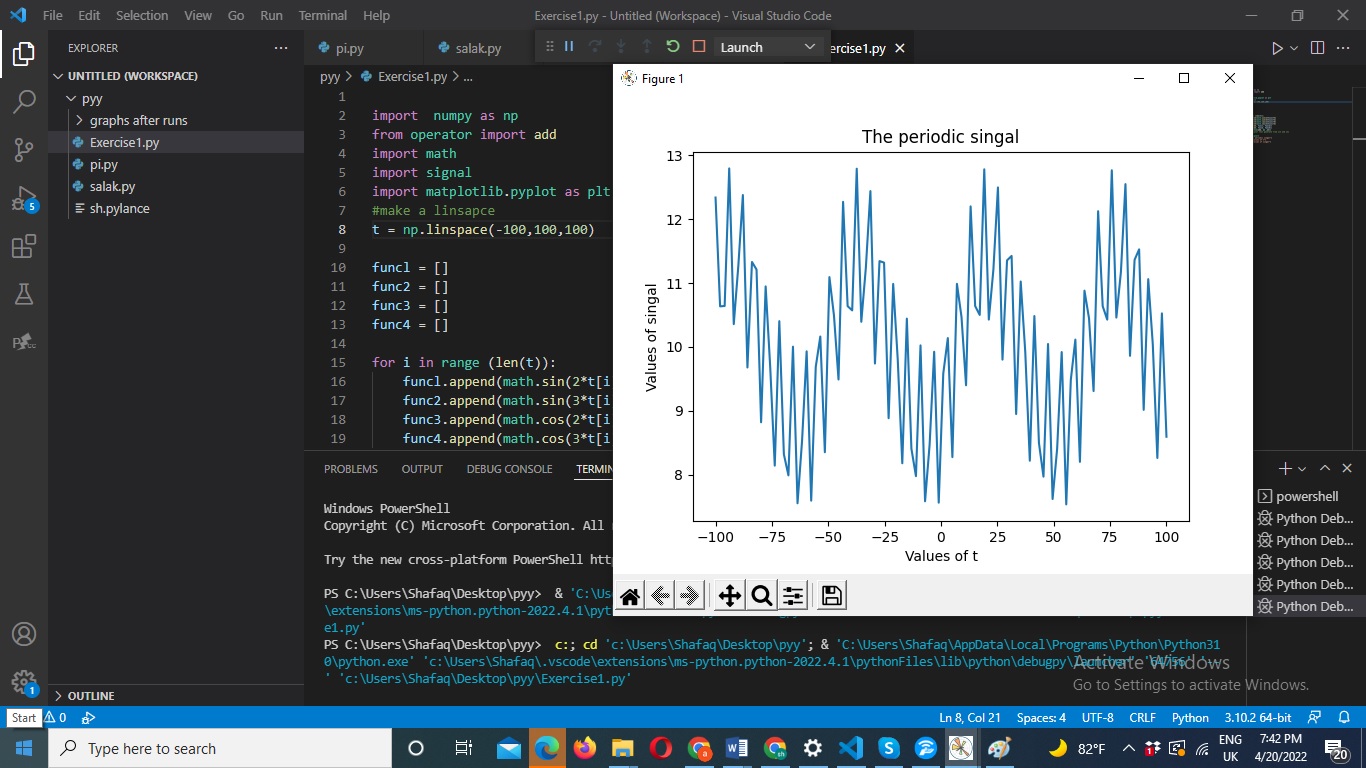 File Edit Selection View Go Run Terminal Help
Exercise1.py - Untitled (Workspace) - Visual Studio Code
EXPLORER
UNTITLED (WORKSPACE)
pyy
graphs after runs
Exercise1.py
pi.py
salak.py
sh.pylance
OUTLINE
pi.py
salak.py
Launch
ercise1.py
pyy > Exercise1.py > ...
1
2 import  numpy as np
3 from operator import add
4 import math
5 import signal
6 import matplotlib.pyplot as plt
7 #make a linsapce
8 t = np.linspace(-100,100,100)
9
10 func1 = []
11 func2 = []
12 func3 = []
13 func4 = []
14
15 for i in range (len(t)):
16 func1.append(math.sin(2*t[i
17 func2.append(math.sin(3*t[i
18 func3.append(math.cos(2*t[i
19 func4.append(math.cos(3*t[i
Figure 1
The periodic singal
Values of singal
13
12
11
10
9
8
−100 −75 −50 −25 0 25 50 75 100
Values of t
PROBLEMS OUTPUT DEBUG CONSOLE TERMIN
Windows PowerShell
Copyright (C) Microsoft Corporation. All
Try the new cross-platform PowerShell htt
PS C:\Users\Shafaq\Desktop\pyy>  & 'C:\Us
\extensions\ms-python.python-2022.4.1\pyt
e1.py'
PS C:\Users\Shafaq\Desktop\pyy>  c:; cd 'c:\Users\Shafaq\Desktop\pyy'; & 'C:\Users\Shafaq\AppData\Local\Programs\Python\Python31
0\python.exe' 'c:\Users\Shafaq\.vscode\extensions\ms-python.python-2022.4.1\pythonFiles\lib\python\debugpy\launcher' '--
' 'c:\Users\Shafaq\Desktop\pyy\Exercise1.py'
powershell
Python Deb...
Python Deb...
Python Deb...
Python Deb...
Python Deb...
Activate Windows
Go to Settings to activate Windows.
5
1
Start
0
Ln 8, Col 21 Spaces: 4 UTF-8 CRLF Python 3.10.2 64-bit
Type here to search
82°F
ENG
UK
7:42 PM
4/20/2022
20